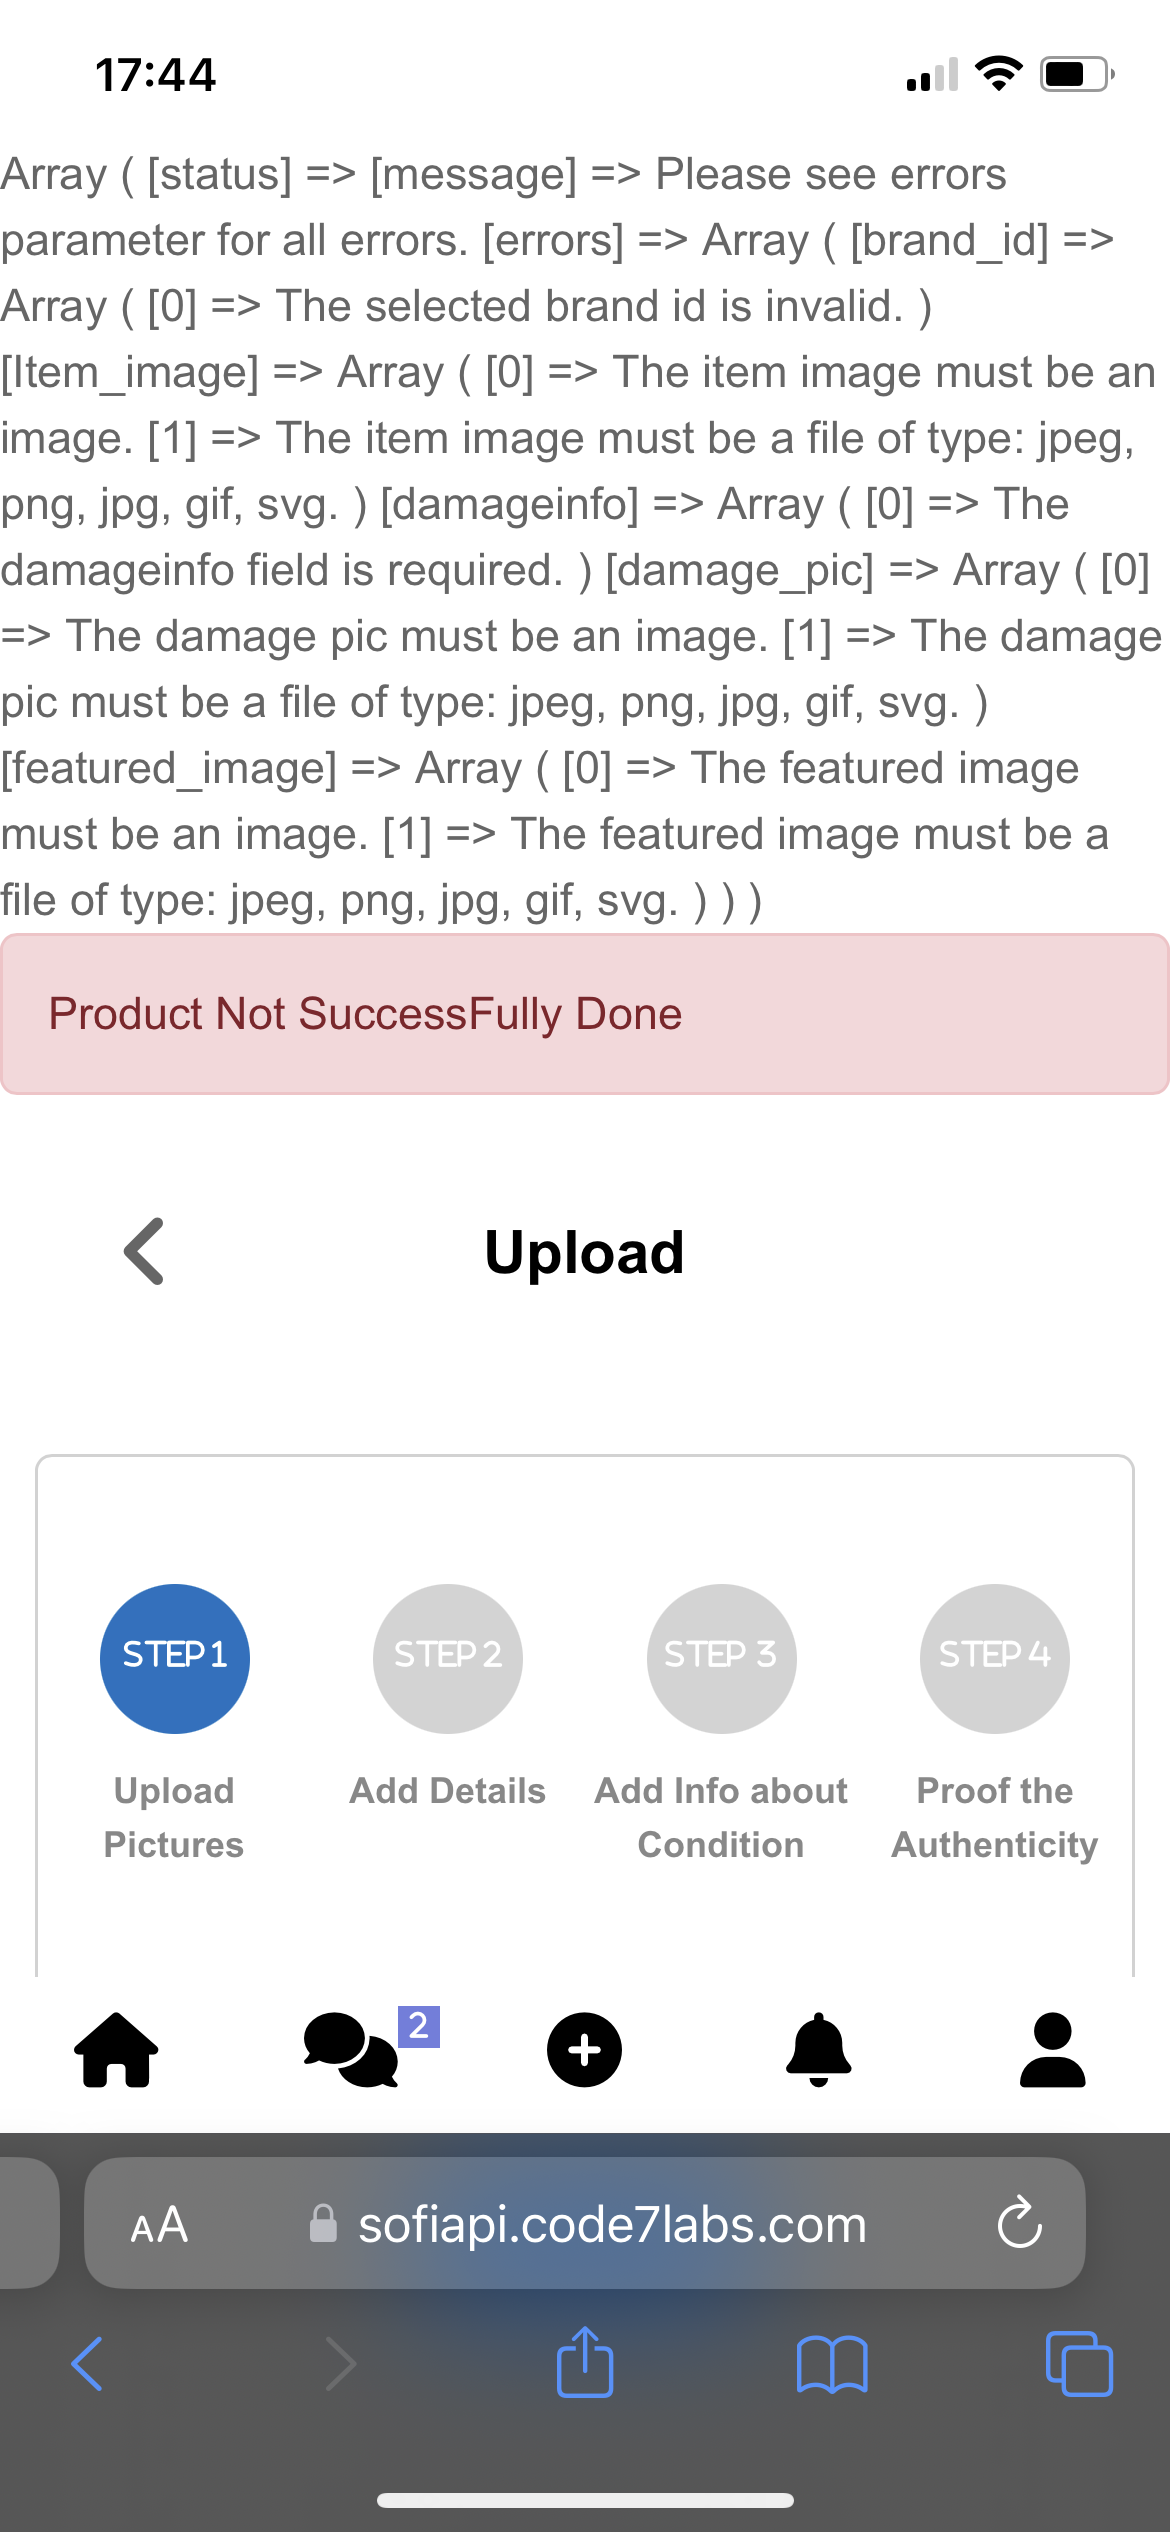 17:44
Array ( [status] => [message] => Please see errors
parameter for all errors. [errors] => Array ( [brand_id] =>
Array ( [0] => The selected brand id is invalid. )
[Item_image] => Array ( [0] => The item image must be an
image. [1] => The item image must be a file of type: jpeg,
png, jpg, gif, svg. ) [damageinfo] => Array ( [0] => The
damageinfo field is required. ) [damage_pic] => Array ( [0]
=> The damage pic must be an image. [1] => The damage
pic must be a file of type: jpeg, png, jpg, gif, svg. )
[featured_image] => Array ( [0] => The featured image
must be an image. [1] => The featured image must be a
file of type: jpeg, png, jpg, gif, svg. ) ) )
Product Not SuccessFully Done
Upload
STEP 1 STEP 2 STEP 3 STEP 4
Upload Add Details Add Info about Proof the
Pictures Condition Authenticity
2
AA sofiapi.code7labs.com